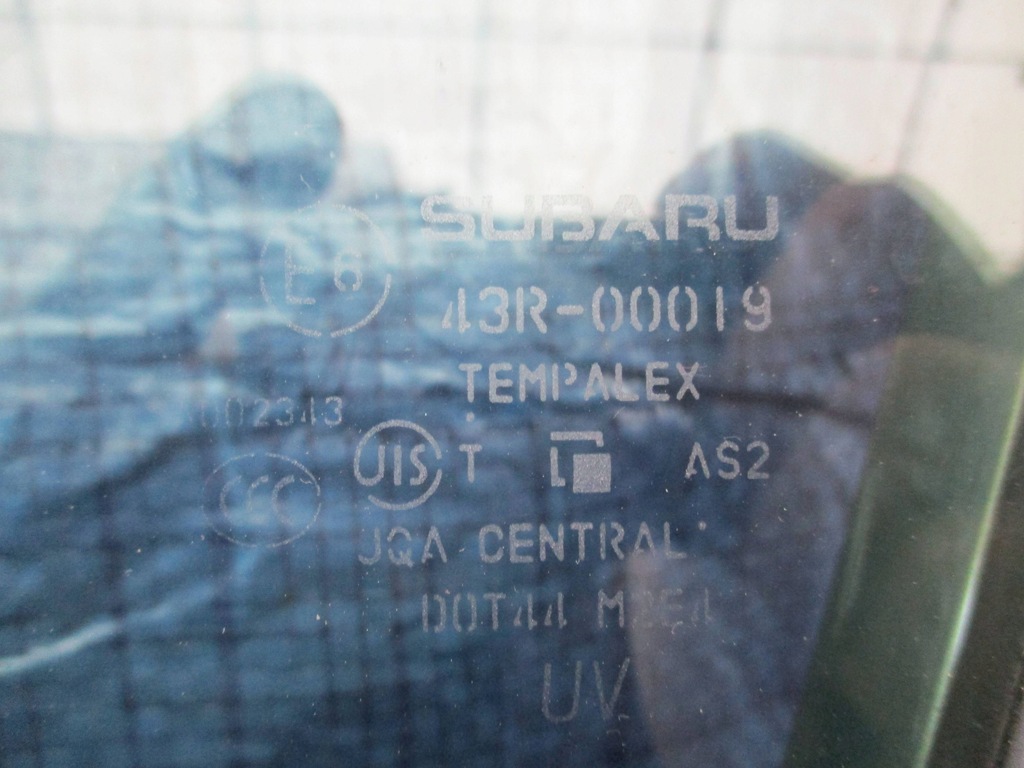 SUBARU
E6
43R-00019
TEMPALEX
002343
JIS T AS2
CCC
JQA CENTRAL
DOT44
UV